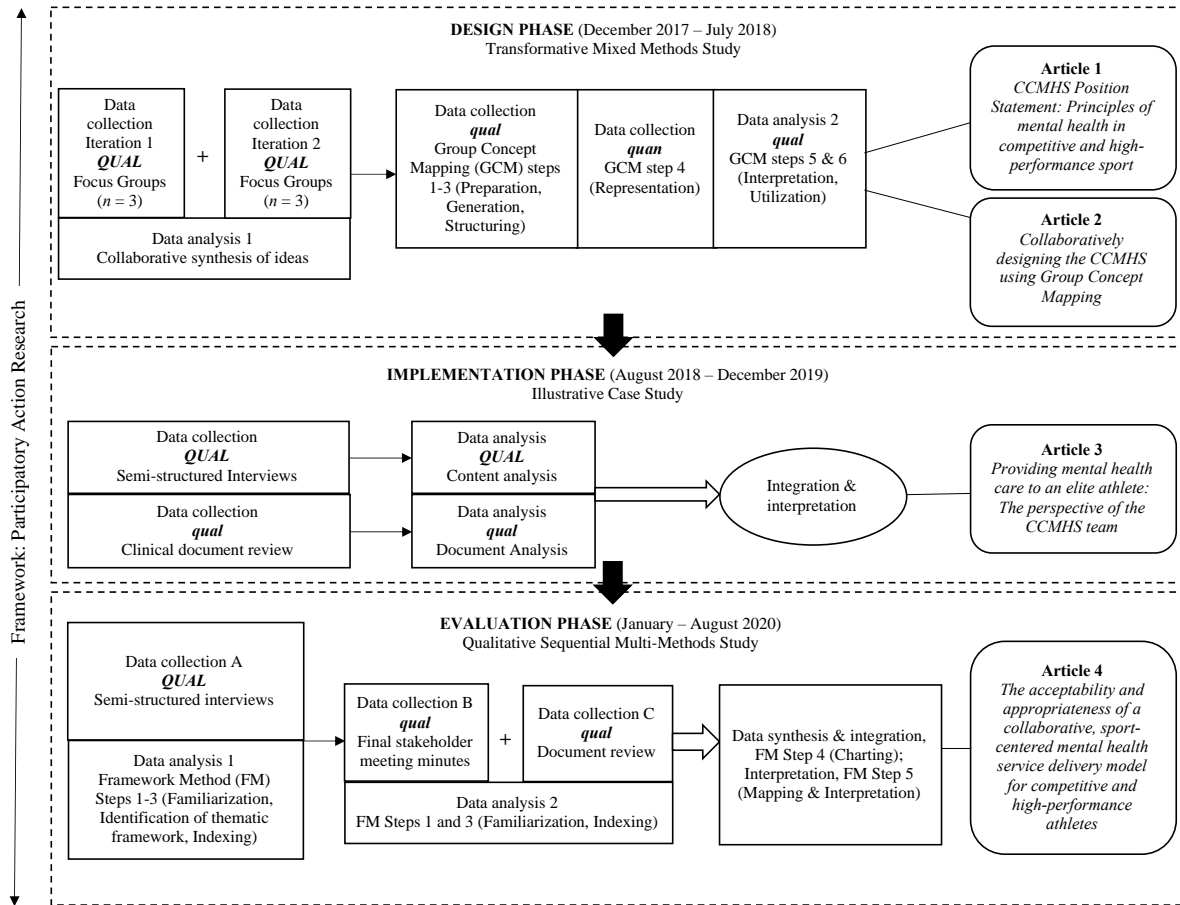 Framework: Participatory Action Research
DESIGN PHASE (December 2017 – July 2018)
Transformative Mixed Methods Study
Data
collection
Iteration 1
QUAL
Focus Groups
(n = 3)
+
Data
collection
Iteration 2
QUAL
Focus Groups
(n = 3)
Data analysis 1
Collaborative synthesis of ideas
Data collection
qual
Group Concept
Mapping (GCM) steps
1-3 (Preparation,
Generation,
Structuring)
Data collection
quan
GCM step 4
(Representation)
Data analysis 2
qual
GCM steps 5 & 6
(Interpretation,
Utilization)
Article 1
CCMHS Position
Statement: Principles of
mental health in
competitive and high-
performance sport
Article 2
Collaboratively
designing the CCMHS
using Group Concept
Mapping
IMPLEMENTATION PHASE (August 2018 – December 2019)
Illustrative Case Study
Data collection
QUAL
Semi-structured Interviews
Data analysis
QUAL
Content analysis
Data collection
qual
Clinical document review
Data analysis
qual
Document Analysis
Integration &
interpretation
Article 3
Providing mental health
care to an elite athlete:
The perspective of the
CCMHS team
EVALUATION PHASE (January – August 2020)
Qualitative Sequential Multi-Methods Study
Data collection A
QUAL
Semi-structured interviews
Data analysis 1
Framework Method (FM)
Steps 1-3 (Familiarization,
Identification of thematic
framework, Indexing)
Data collection B
qual
Final stakeholder
meeting minutes
+
Data collection C
qual
Document review
Data analysis 2
FM Steps 1 and 3 (Familiarization, Indexing)
Data synthesis & integration,
FM Step 4 (Charting);
Interpretation, FM Step 5
(Mapping & Interpretation)
Article 4
The acceptability and
appropriateness of a
collaborative, sport-
centered mental health
service delivery model
for competitive and
high-performance
athletes